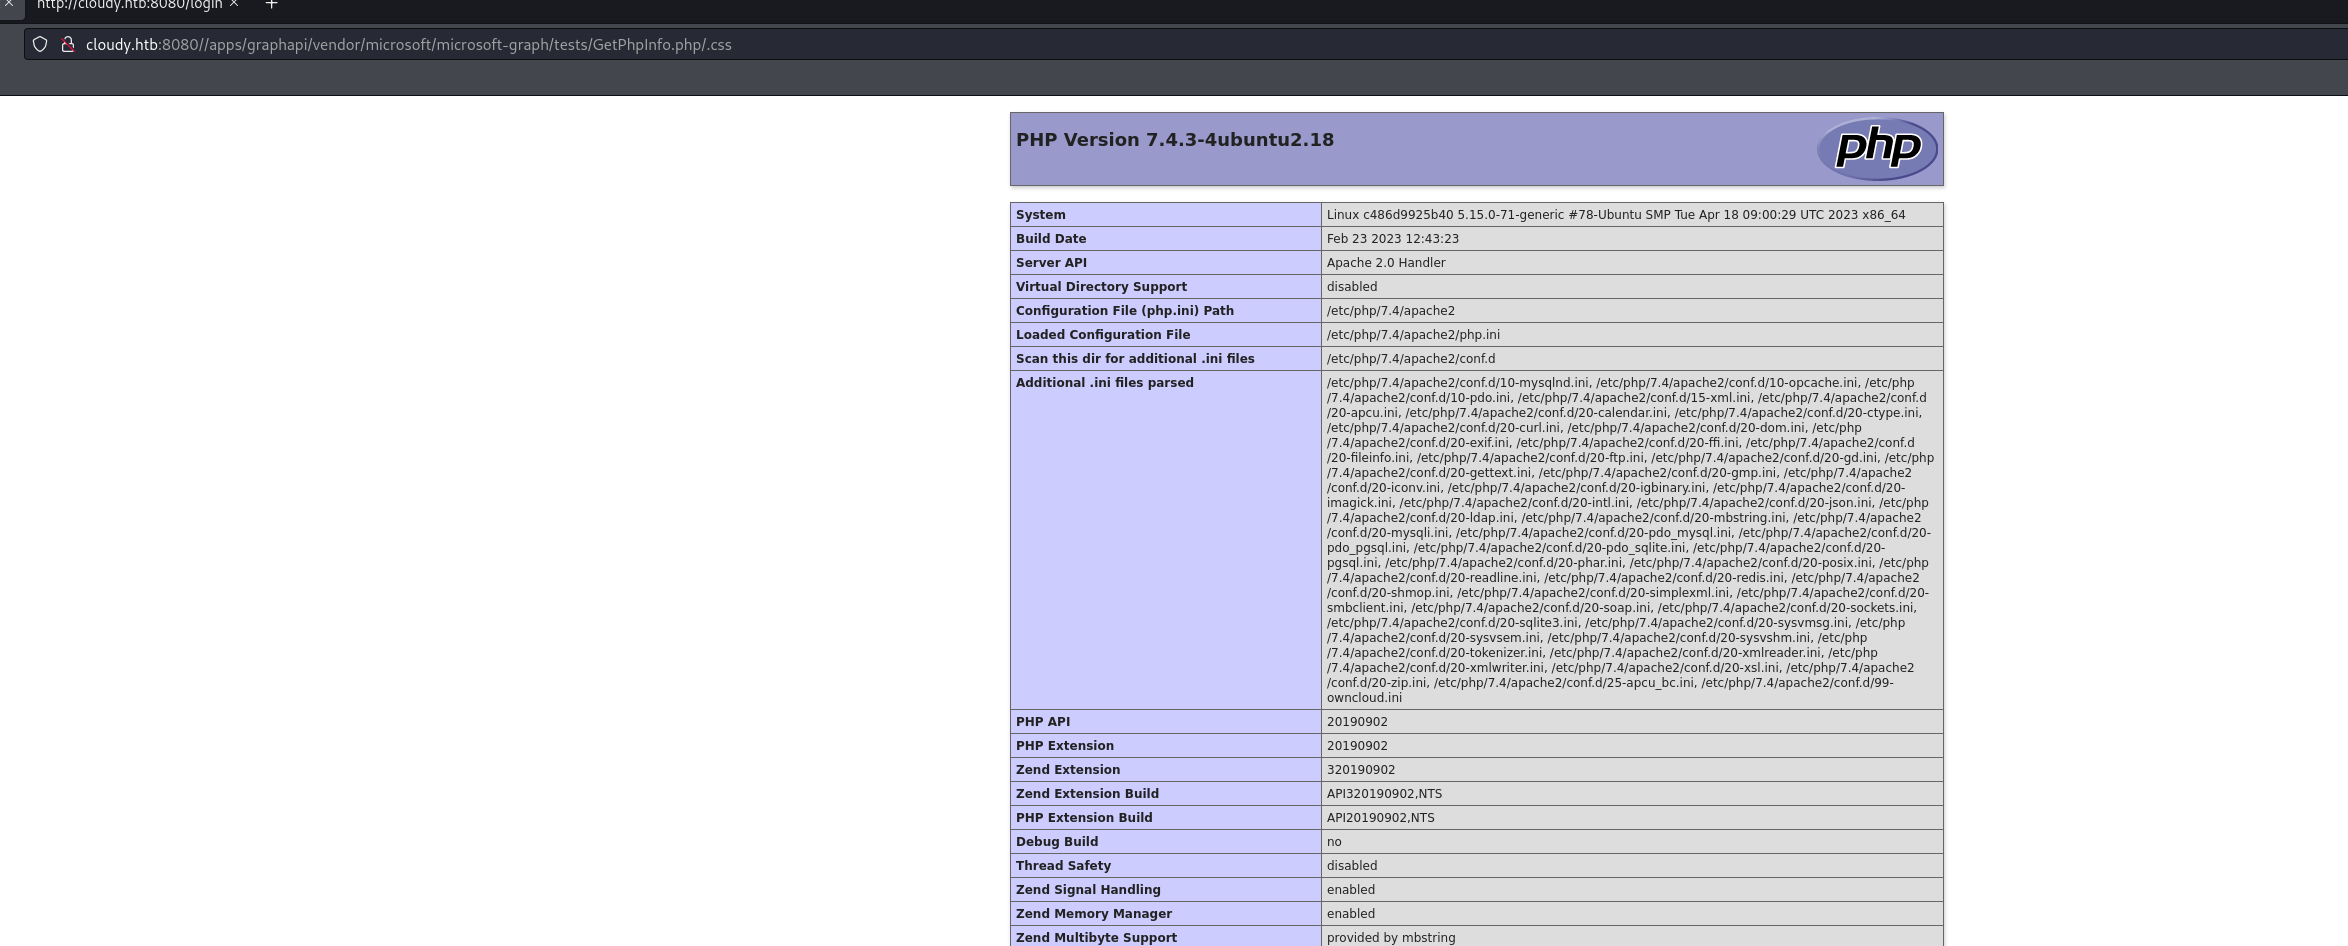 http://cloudy.htb:8080/login × +
cloudy.htb:8080//apps/graphapi/vendor/microsoft/microsoft-graph/tests/GetPhpInfo.php/.css
PHP Version 7.4.3-4ubuntu2.18
php
System Linux c486d9925b40 5.15.0-71-generic #78-Ubuntu SMP Tue Apr 18 09:00:29 UTC 2023 x86_64
Build Date Feb 23 2023 12:43:23
Server API Apache 2.0 Handler
Virtual Directory Support disabled
Configuration File (php.ini) Path /etc/php/7.4/apache2
Loaded Configuration File /etc/php/7.4/apache2/php.ini
Scan this dir for additional .ini files /etc/php/7.4/apache2/conf.d
Additional .ini files parsed /etc/php/7.4/apache2/conf.d/10-mysqlnd.ini, /etc/php/7.4/apache2/conf.d/10-opcache.ini, /etc/php
/7.4/apache2/conf.d/10-pdo.ini, /etc/php/7.4/apache2/conf.d/15-xml.ini, /etc/php/7.4/apache2/conf.d
/20-apcu.ini, /etc/php/7.4/apache2/conf.d/20-calendar.ini, /etc/php/7.4/apache2/conf.d/20-ctype.ini,
/etc/php/7.4/apache2/conf.d/20-curl.ini, /etc/php/7.4/apache2/conf.d/20-dom.ini, /etc/php
/7.4/apache2/conf.d/20-exif.ini, /etc/php/7.4/apache2/conf.d/20-ffi.ini, /etc/php/7.4/apache2/conf.d
/20-fileinfo.ini, /etc/php/7.4/apache2/conf.d/20-ftp.ini, /etc/php/7.4/apache2/conf.d/20-gd.ini, /etc/php
/7.4/apache2/conf.d/20-gettext.ini, /etc/php/7.4/apache2/conf.d/20-gmp.ini, /etc/php/7.4/apache2
/conf.d/20-iconv.ini, /etc/php/7.4/apache2/conf.d/20-igbinary.ini, /etc/php/7.4/apache2/conf.d/20-
imagick.ini, /etc/php/7.4/apache2/conf.d/20-intl.ini, /etc/php/7.4/apache2/conf.d/20-json.ini, /etc/php
/7.4/apache2/conf.d/20-ldap.ini, /etc/php/7.4/apache2/conf.d/20-mbstring.ini, /etc/php/7.4/apache2
/conf.d/20-mysqli.ini, /etc/php/7.4/apache2/conf.d/20-pdo_mysql.ini, /etc/php/7.4/apache2/conf.d/20-
pdo_pgsql.ini, /etc/php/7.4/apache2/conf.d/20-pdo_sqlite.ini, /etc/php/7.4/apache2/conf.d/20-
pgsql.ini, /etc/php/7.4/apache2/conf.d/20-phar.ini, /etc/php/7.4/apache2/conf.d/20-posix.ini, /etc/php
/7.4/apache2/conf.d/20-readline.ini, /etc/php/7.4/apache2/conf.d/20-redis.ini, /etc/php/7.4/apache2
/conf.d/20-shmop.ini, /etc/php/7.4/apache2/conf.d/20-simplexml.ini, /etc/php/7.4/apache2/conf.d/20-
smbclient.ini, /etc/php/7.4/apache2/conf.d/20-soap.ini, /etc/php/7.4/apache2/conf.d/20-sockets.ini,
/etc/php/7.4/apache2/conf.d/20-sqlite3.ini, /etc/php/7.4/apache2/conf.d/20-sysvmsg.ini, /etc/php
/7.4/apache2/conf.d/20-sysvsem.ini, /etc/php/7.4/apache2/conf.d/20-sysvshm.ini, /etc/php
/7.4/apache2/conf.d/20-tokenizer.ini, /etc/php/7.4/apache2/conf.d/20-xmlreader.ini, /etc/php
/7.4/apache2/conf.d/20-xmlwriter.ini, /etc/php/7.4/apache2/conf.d/20-xsl.ini, /etc/php/7.4/apache2
/conf.d/20-zip.ini, /etc/php/7.4/apache2/conf.d/25-apcu_bc.ini, /etc/php/7.4/apache2/conf.d/99-
owncloud.ini
PHP API 20190902
PHP Extension 20190902
Zend Extension 320190902
Zend Extension Build API320190902,NTS
PHP Extension Build API20190902,NTS
Debug Build no
Thread Safety disabled
Zend Signal Handling enabled
Zend Memory Manager enabled
Zend Multibyte Support provided by mbstring